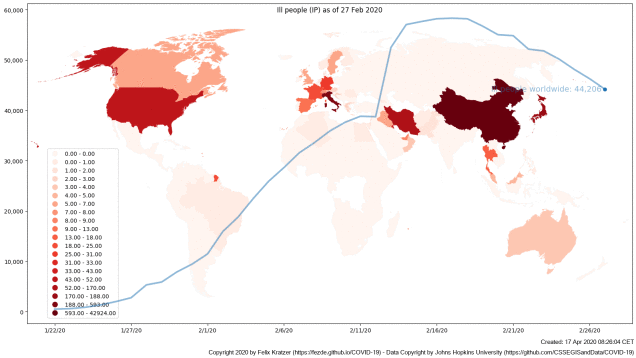 Ill people (IP) as of 27 Feb 2020
60,000
50,000
40,000
30,000
20,000
10,000
0
worldwide: 44,206
0.00 - 0.00
0.00 - 1.00
1.00 - 2.00
2.00 - 3.00
3.00 - 4.00
4.00 - 5.00
5.00 - 7.00
7.00 - 8.00
8.00 - 9.00
9.00 - 13.00
13.00 - 18.00
18.00 - 25.00
25.00 - 31.00
31.00 - 33.00
33.00 - 43.00
43.00 - 52.00
52.00 - 170.00
170.00 - 188.00
188.00 - 593.00
593.00 - 42924.00
1/22/20
1/27/20
2/1/20
2/6/20
2/11/20
2/16/20
2/21/20
2/26/20
Created: 17 Apr 2020 08:26:04 CET
Copyright 2020 by Felix Kratzer (fezde.github.io/COVID-19) - Data Copyright by Johns Hopkins University (https://github.com/CSSEGISandData/COVID-19)